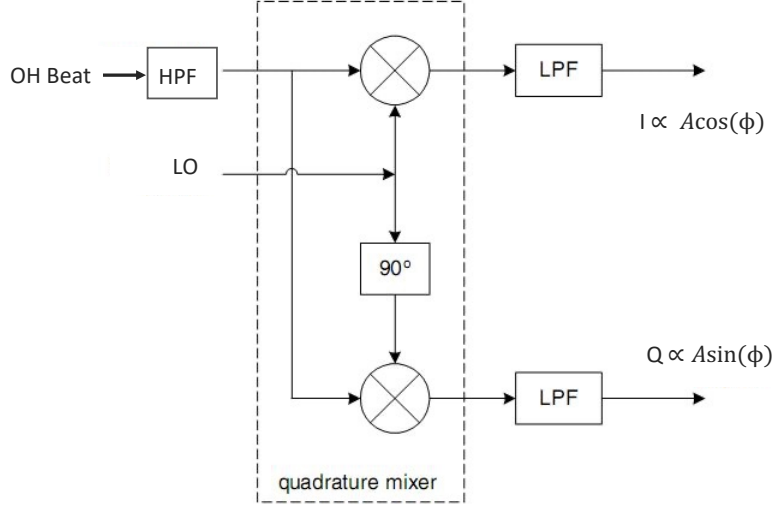 OH Beat
HPF
LPF
I ∝ Acos(ϕ)
LO
90°
Q ∝ Asin(ϕ)
LPF
quadrature mixer